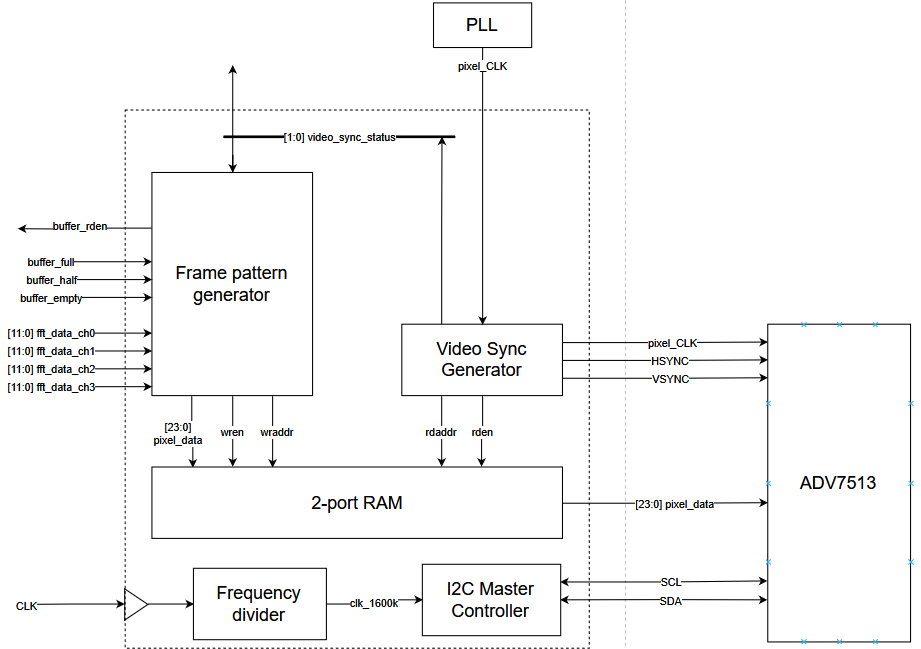 PLL
pixel_CLK
[1:0] video_sync_status
buffer_rden
buffer_full
buffer_half
buffer_empty
[11:0] fft_data_ch0
[11:0] fft_data_ch1
[11:0] fft_data_ch2
[11:0] fft_data_ch3
Frame pattern
generator
Video Sync
Generator
pixel_CLK
HSYNC
VSYNC
[23:0]
pixel_data
wren
wraddr
rdaddr
rden
2-port RAM
[23:0] pixel_data
ADV7513
CLK
Frequency
divider
clk_1600k
I2C Master
Controller
SCL
SDA